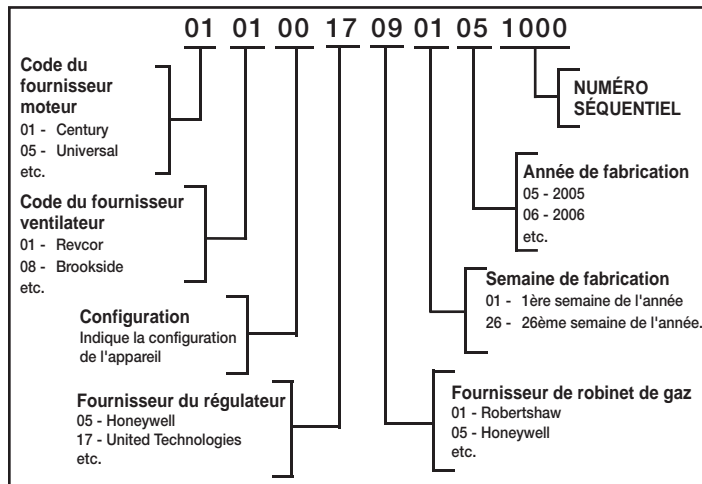 01 01 00 17 09 01 05 1000
Code du
fournisseur
moteur
01 - Century
05 - Universal
etc.
Code du fournisseur
ventilateur
01 - Revcor
08 - Brookside
etc.
Configuration
Indique la configuration
de l'appareil
Fournisseur du régulateur
05 - Honeywell
17 - United Technologies
etc.
NUMÉRO
SÉQUENTIEL
Année de fabrication
05 - 2005
06 - 2006
etc.
Semaine de fabrication
01 - 1ère semaine de l'année
26 - 26ème semaine de l'année.
Fournisseur de robinet de gaz
01 - Robertshaw
05 - Honeywell
etc.